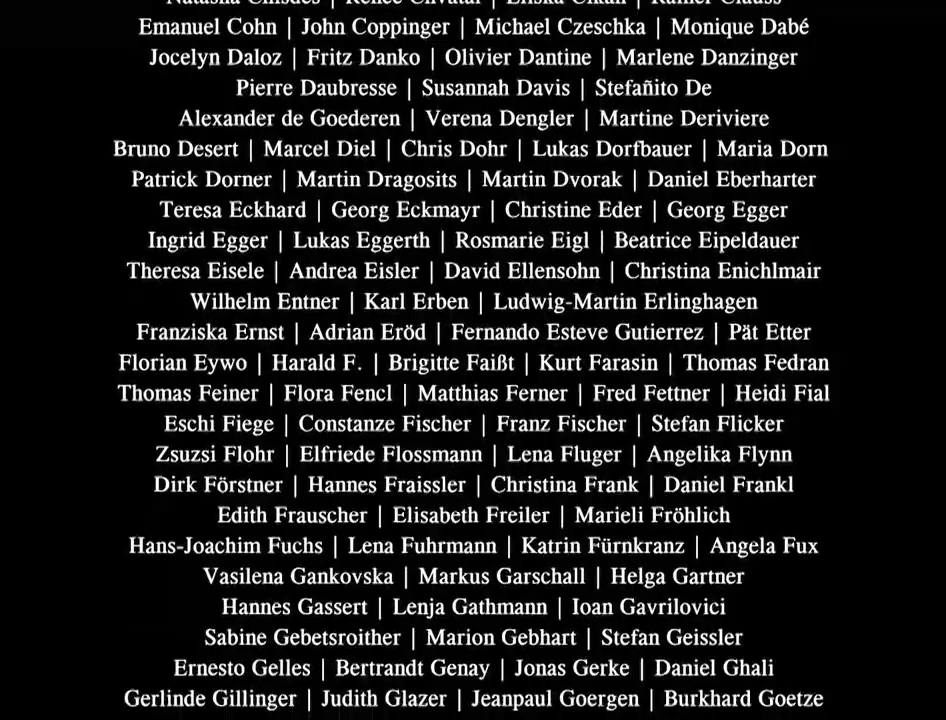 Emanuel Cohn | John Coppinger | Michael Czeschka | Monique Dabé
Jocelyn Daloz | Fritz Danko | Olivier Dantine | Marlene Danzinger
Pierre Daubresse | Susannah Davis | Stefañito De
Alexander de Goederen | Verena Dengler | Martine Deriviere
Bruno Desert | Marcel Diel | Chris Dohr | Lukas Dorfbauer | Maria Dorn
Patrick Dorner | Martin Dragosits | Martin Dvorak | Daniel Eberharter
Teresa Eckhard | Georg Eckmayr | Christine Eder | Georg Egger
Ingrid Egger | Lukas Eggerth | Rosmarie Eigl | Beatrice Eipeldauer
Theresa Eisele | Andrea Eisler | David Ellensohn | Christina Enichlmair
Wilhelm Entner | Karl Erben | Ludwig-Martin Erlinghagen
Franziska Ernst | Adrian Eröd | Fernando Esteve Gutierrez | Pät Etter
Florian Eywo | Harald F. | Brigitte Faißt | Kurt Farasin | Thomas Fedran
Thomas Feiner | Flora Fencl | Matthias Ferner | Fred Fettner | Heidi Fial
Eschi Fiege | Constanze Fischer | Franz Fischer | Stefan Flicker
Zsuzsi Flohr | Elfriede Flossmann | Lena Fluger | Angelika Flynn
Dirk Förstner | Hannes Fraissler | Christina Frank | Daniel Frankl
Edith Frauscher | Elisabeth Freiler | Marieli Fröhlich
Hans-Joachim Fuchs | Lena Fuhrmann | Katrin Fürnkranz | Angela Fux
Vasilena Gankovska | Markus Garschall | Helga Gartner
Hannes Gassert | Lenja Gathmann | Ioan Gavrilovici
Sabine Gebetsroither | Marion Gebhart | Stefan Geissler
Ernesto Gelles | Bertrandt Genay | Jonas Gerke | Daniel Ghali
Gerlinde Gillinger | Judith Glazer | Jeanpaul Goergen | Burkhard Goetze